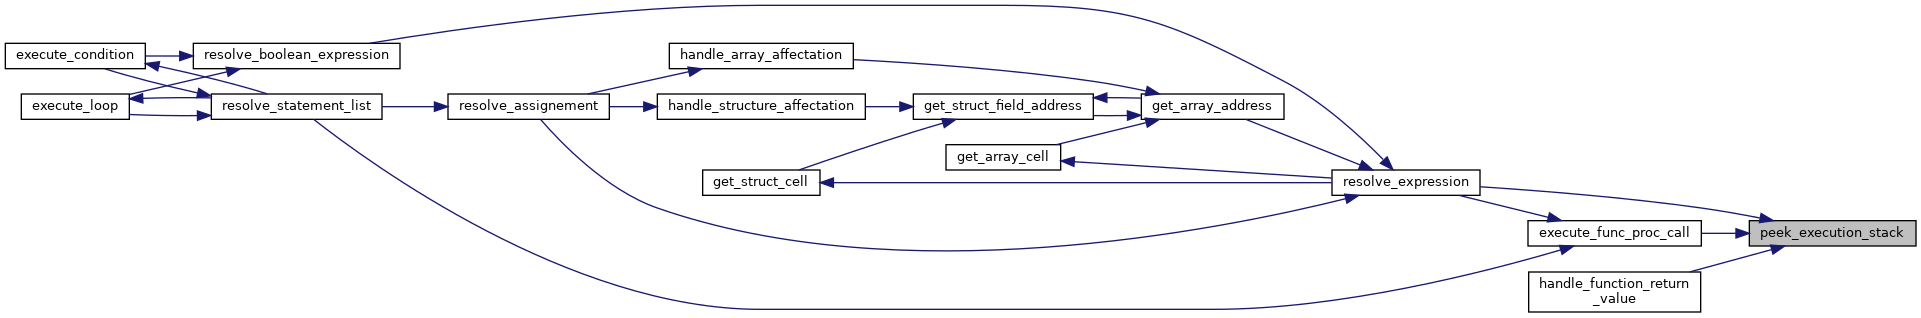 execute_condition
resolve_boolean_expression
handle_array_affectation
execute_loop
resolve_statement_list
resolve_assignement
handle_structure_affectation
get_struct_field_address
get_array_address
get_array_cell
get_struct_cell
resolve_expression
execute_func_proc_call
peek_execution_stack
handle_function_return
_value